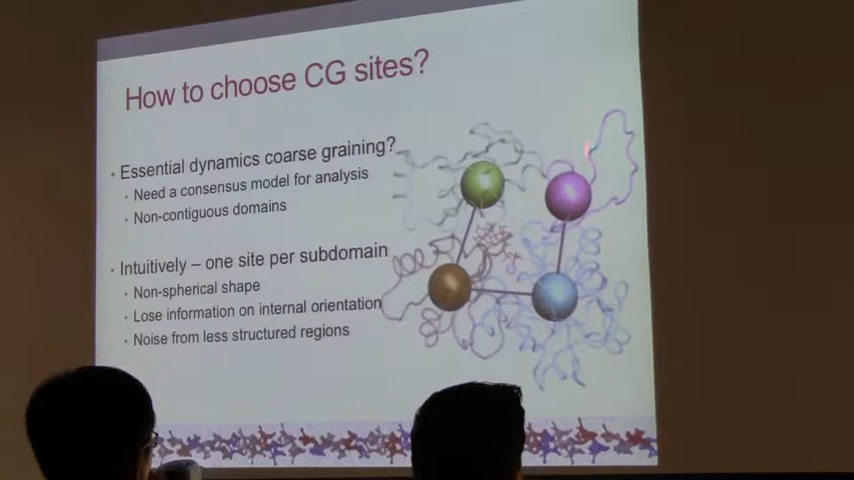 How to choose CG sites?
• Essential dynamics coarse graining?
• Need a consensus model for analysis
• Non-contiguous domains
• Intuitively – one site per subdomain
• Non-spherical shape
• Lose information on internal orientation
• Noise from less structured regions